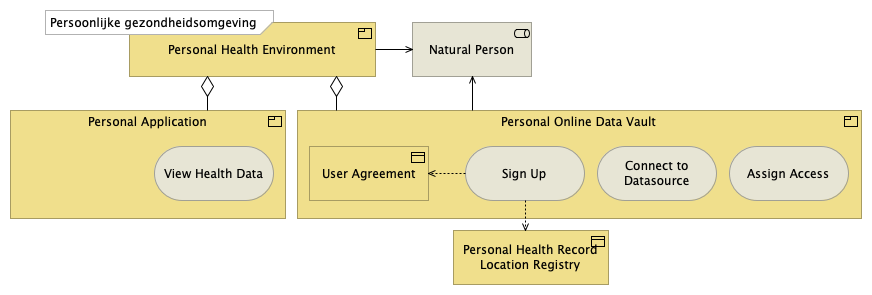 Persoonlijke gezondheidsomgeving
Personal Health Environment
Natural Person
Personal Application
View Health Data
Personal Online Data Vault
User Agreement
Sign Up
Connect to
Datasource
Assign Access
Personal Health Record
Location Registry